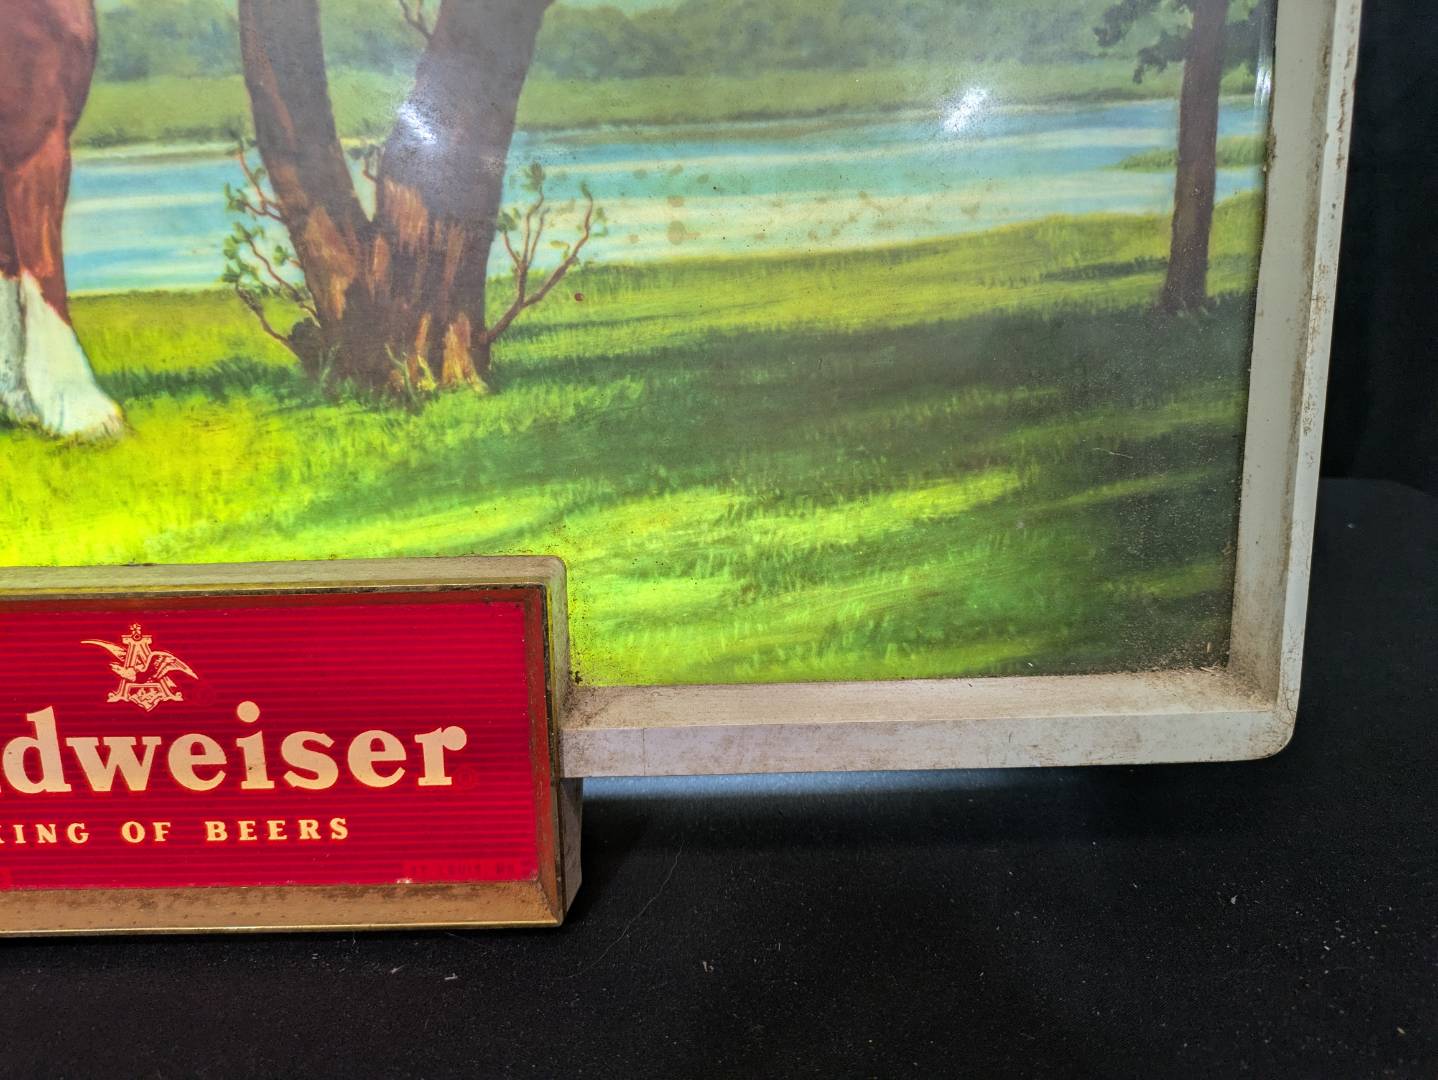 dweiser
KING OF BEERS